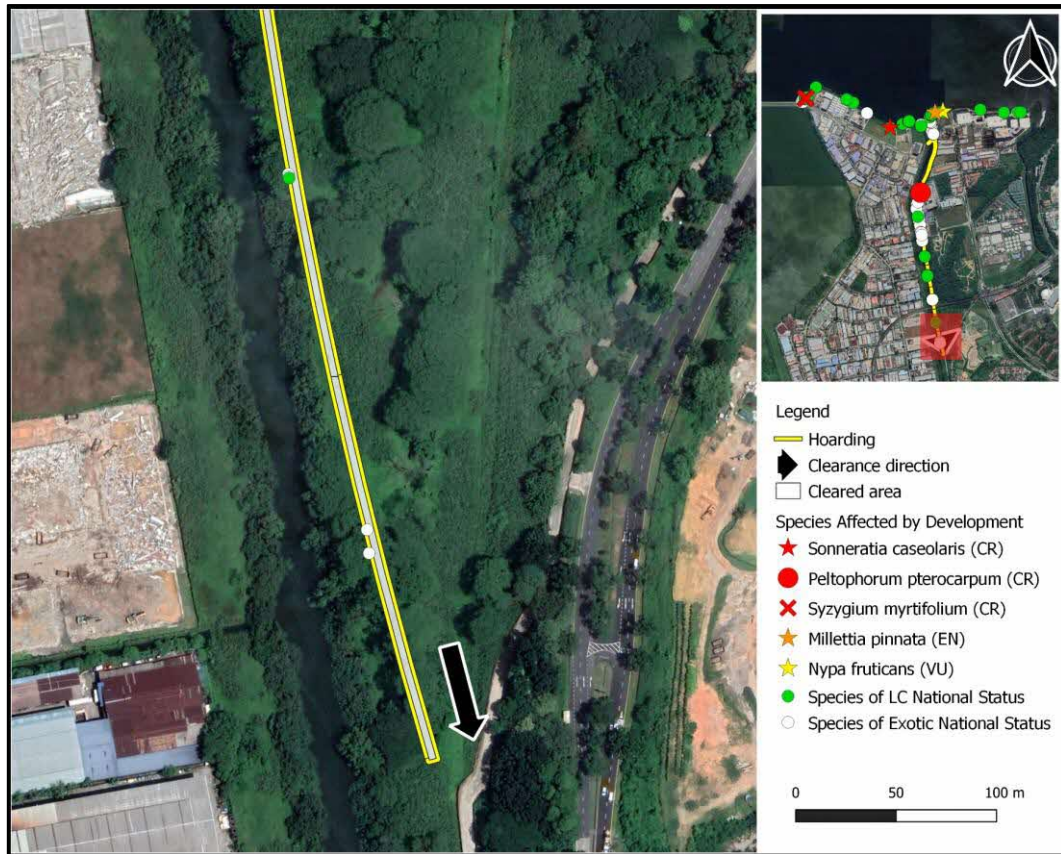 Legend
Hoarding
Clearance direction
Cleared area
Species Affected by Development
Sonneratia caseolaris (CR)
Peltophorum pterocarpum (CR)
Syzygium myrtifolium (CR)
Millettia pinnata (EN)
Nypa fruticans (VU)
Species of LC National Status
Species of Exotic National Status
0 50 100 m